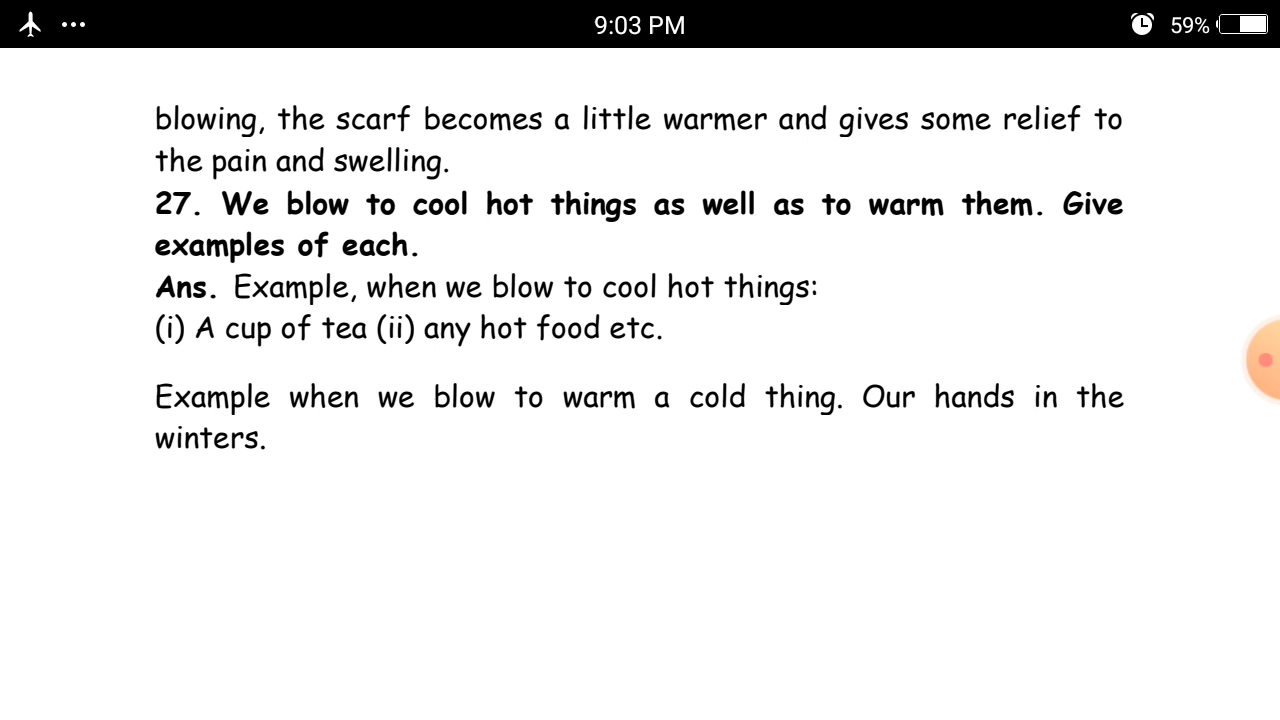 9:03 PM 59%
blowing, the scarf becomes a little warmer and gives some relief to
the pain and swelling.
27. We blow to cool hot things as well as to warm them. Give
examples of each.
Ans. Example, when we blow to cool hot things:
(i) A cup of tea (ii) any hot food etc.
Example when we blow to warm a cold thing. Our hands in the
winters.